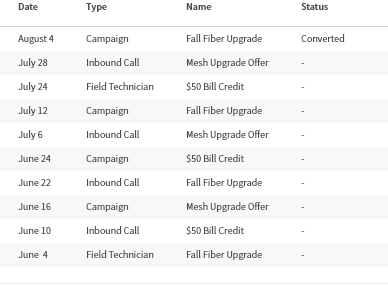 Date Type Name Status
August 4 Campaign Fall Fiber Upgrade Converted
July 28 Inbound Call Mesh Upgrade Offer -
July 24 Field Technician $50 Bill Credit -
July 12 Campaign Fall Fiber Upgrade -
July 6 Inbound Call Mesh Upgrade Offer -
June 24 Campaign $50 Bill Credit -
June 22 Inbound Call Fall Fiber Upgrade -
June 16 Campaign Mesh Upgrade Offer -
June 10 Inbound Call $50 Bill Credit -
June 4 Field Technician Fall Fiber Upgrade -